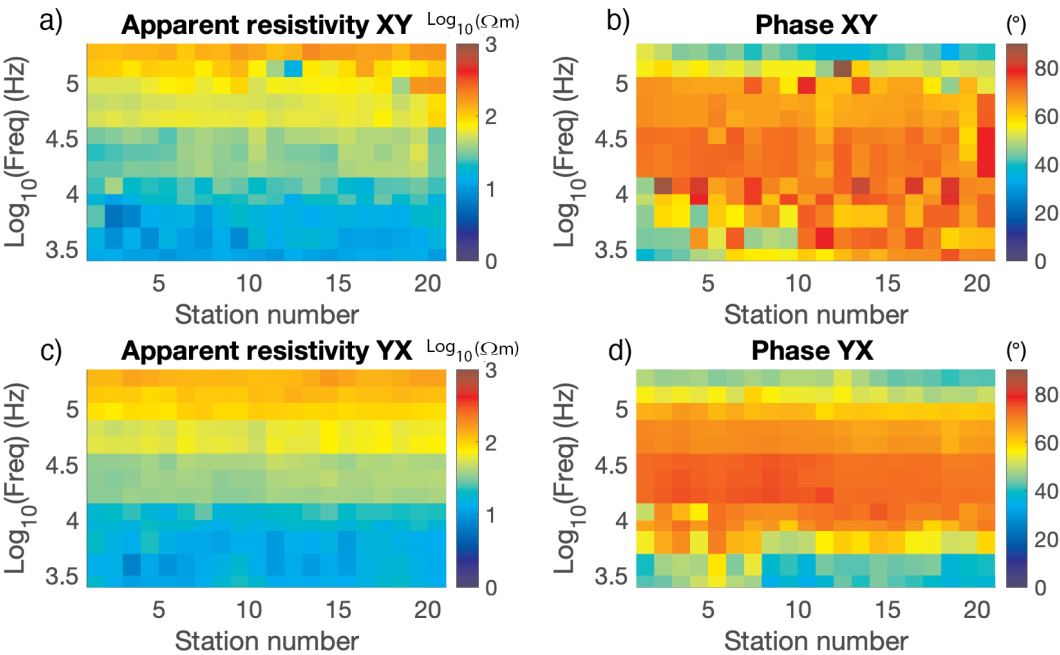 a) Apparent resistivity XY Log10(Ωm)
b) Phase XY (°)
Log10(Freq) (Hz)
5
4.5
4
3.5
5 10 15 20
Station number
3
2
1
0
Log10(Freq) (Hz)
5
4.5
4
3.5
5 10 15 20
Station number
80
60
40
20
0
c) Apparent resistivity YX Log10(Ωm)
d) Phase YX (°)
Log10(Freq) (Hz)
5
4.5
4
3.5
5 10 15 20
Station number
3
2
1
0
Log10(Freq) (Hz)
5
4.5
4
3.5
5 10 15 20
Station number
80
60
40
20
0